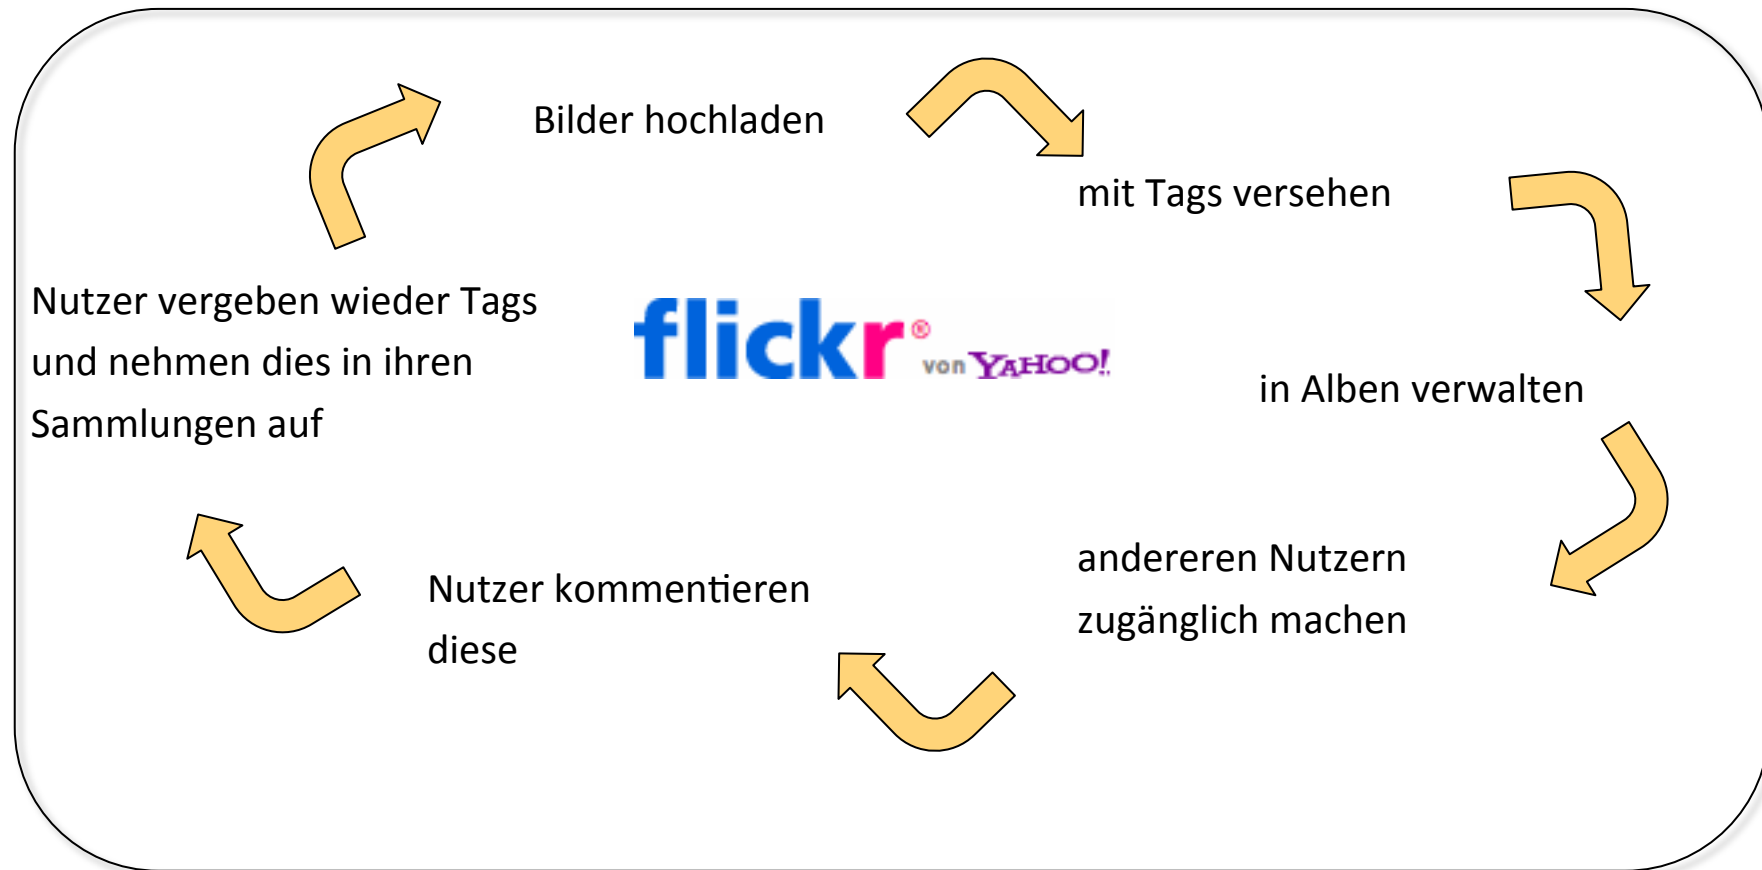 Bilder hochladen
mit Tags versehen
in Alben verwalten
andereren Nutzern
zugänglich machen
Nutzer kommentieren
diese
Nutzer vergeben wieder Tags
und nehmen dies in ihren
Sammlungen auf
flickr® von YAHOO!